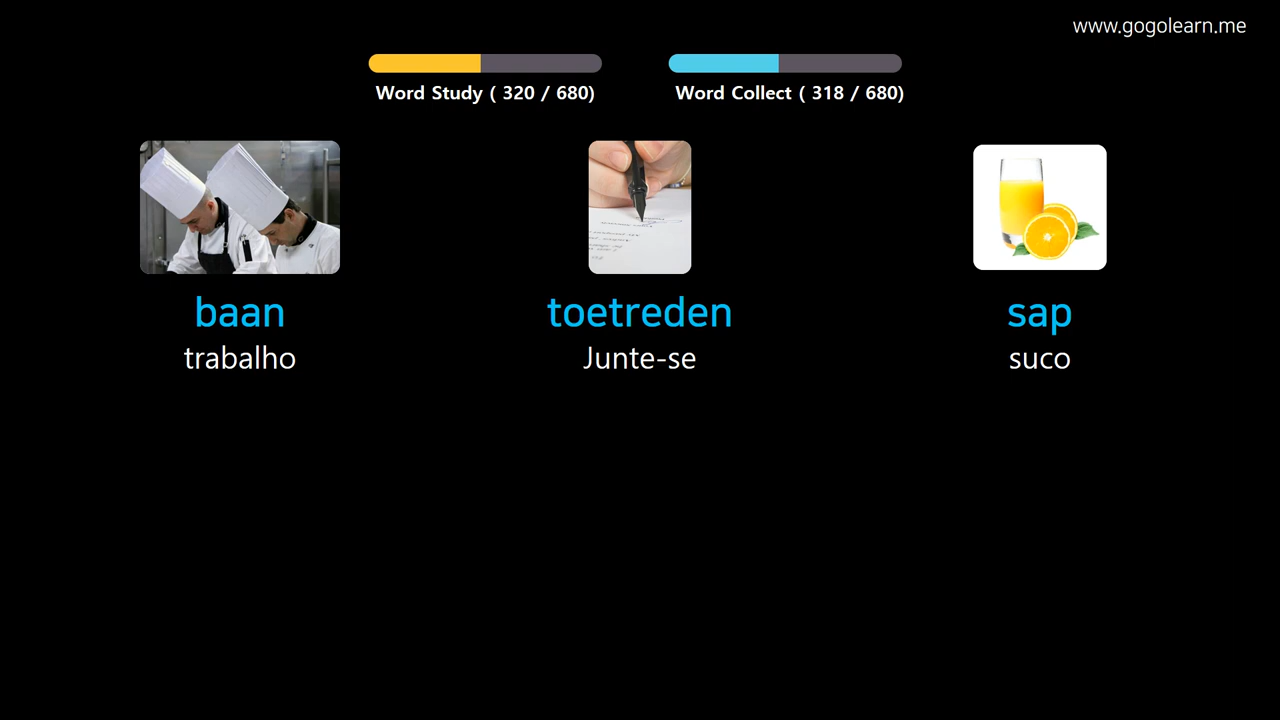 www.gogolearn.me
Word Study ( 320 / 680)
Word Collect ( 318 / 680)
baan
toetreden
sap
trabalho
Junte-se
suco